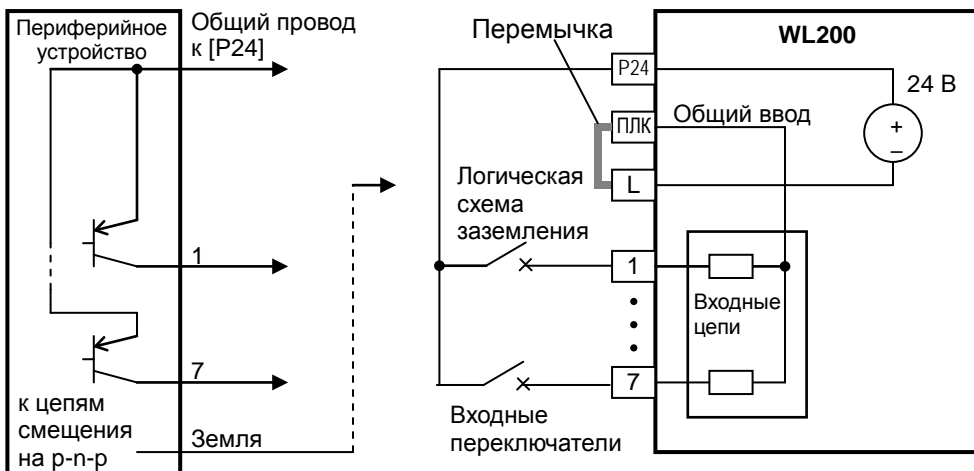 Периферийное
устройство
Общий провод
к [P24]
1
7
к цепям
смещения
на p-n-p
Земля
Перемычка
WL200
P24
24 В
+
–
ПЛК
Общий ввод
L
Логическая
схема
заземления
1
Входные
цепи
7
Входные
переключатели